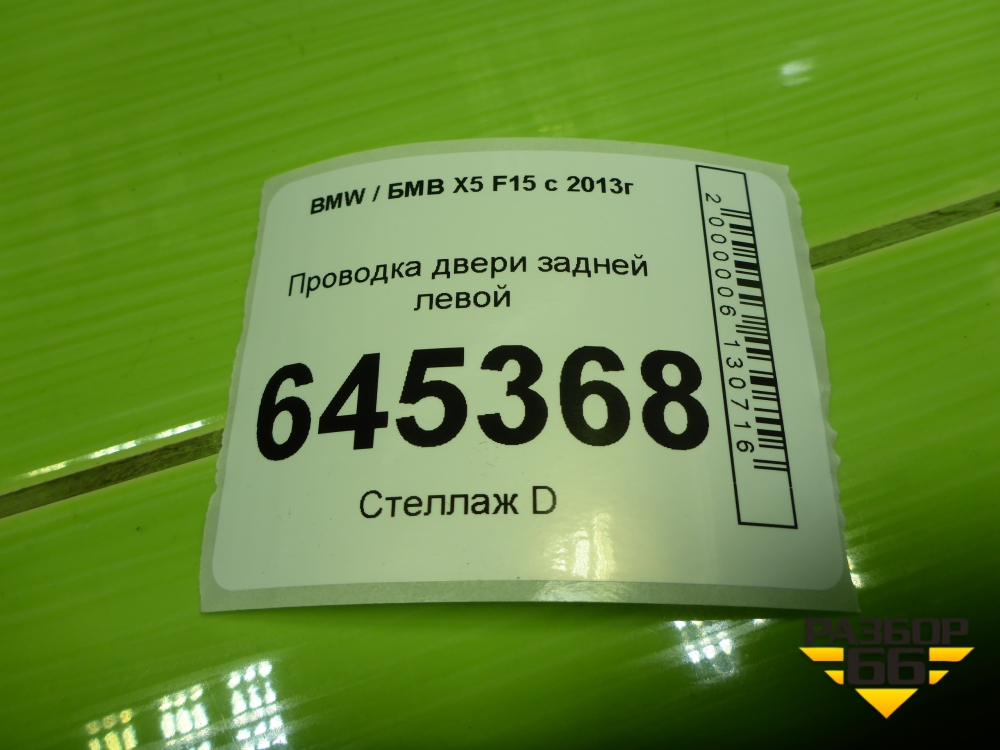 BMW / БМВ X5 F15 с 2013г
Проводка двери задней
левой
645368
Стеллаж D
2000006130716
РАЗБОР
66